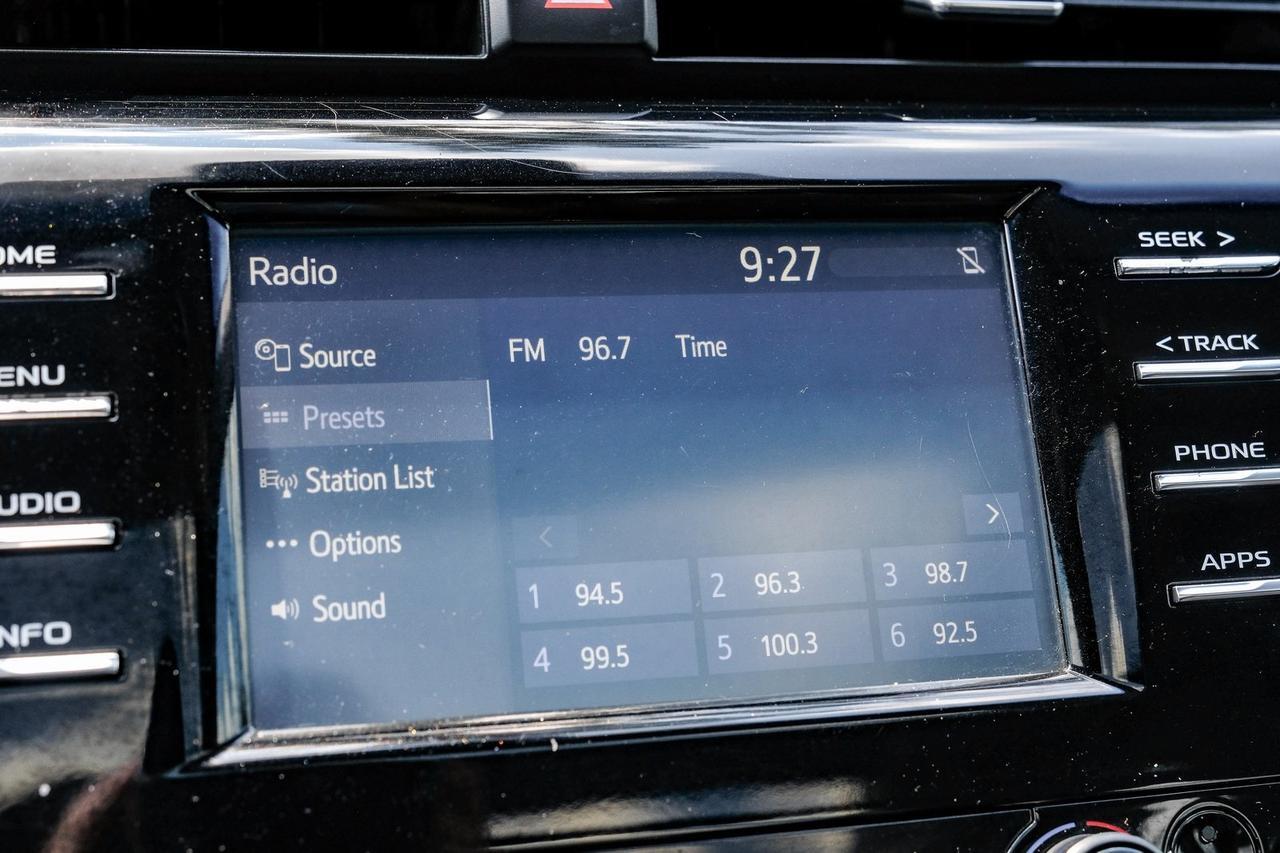 Radio 9:27
OME
SEEK >
Source
FM 96.7 Time
< TRACK
ENU
Presets
PHONE
Station List
UDIO
Options
APPS
1 94.5 2 96.3 3 98.7
Sound
NFO
4 99.5 5 100.3 6 92.5